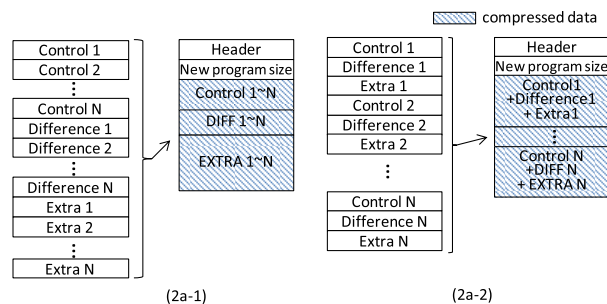 compressed data
Control 1
Control 2
⋮
Control N
Difference 1
Difference 2
⋮
Difference N
Extra 1
Extra 2
⋮
Extra N
Header
New program size
Control 1~N
DIFF 1~N
EXTRA 1~N
(2a-1)
Control 1
Difference 1
Extra 1
Control 2
Difference 2
Extra 2
⋮
Control N
Difference N
Extra N
Header
New program size
Control1
+Difference1
+ Extra1
⋮
Control N
+DIFF N
+ EXTRA N
(2a-2)